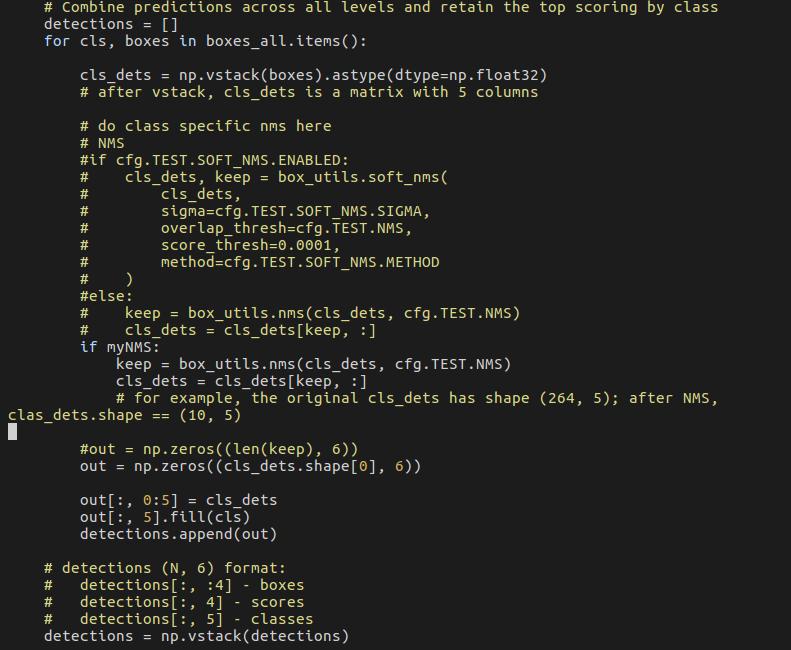 # Combine predictions across all levels and retain the top scoring by class
    detections = []
    for cls, boxes in boxes_all.items():
        cls_dets = np.vstack(boxes).astype(dtype=np.float32)
        # after vstack, cls_dets is a matrix with 5 columns
        # do class specific nms here
        # NMS
        #if cfg.TEST.SOFT_NMS.ENABLED:
        #    cls_dets, keep = box_utils.soft_nms(
        #        cls_dets,
        #        sigma=cfg.TEST.SOFT_NMS.SIGMA,
        #        overlap_thresh=cfg.TEST.NMS,
        #        score_thresh=0.0001,
        #        method=cfg.TEST.SOFT_NMS.METHOD
        #    )
        #else:
        #    keep = box_utils.nms(cls_dets, cfg.TEST.NMS)
        #    cls_dets = cls_dets[keep, :]
        if myNMS:
            keep = box_utils.nms(cls_dets, cfg.TEST.NMS)
            cls_dets = cls_dets[keep, :]
            # for example, the original cls_dets has shape (264, 5); after NMS,
clas_dets.shape == (10, 5)
        #out = np.zeros((len(keep), 6))
        out = np.zeros((cls_dets.shape[0], 6))
        out[:, 0:5] = cls_dets
        out[:, 5].fill(cls)
        detections.append(out)
    # detections (N, 6) format:
    #   detections[:, :4] - boxes
    #   detections[:, 4] - scores
    #   detections[:, 5] - classes
    detections = np.vstack(detections)